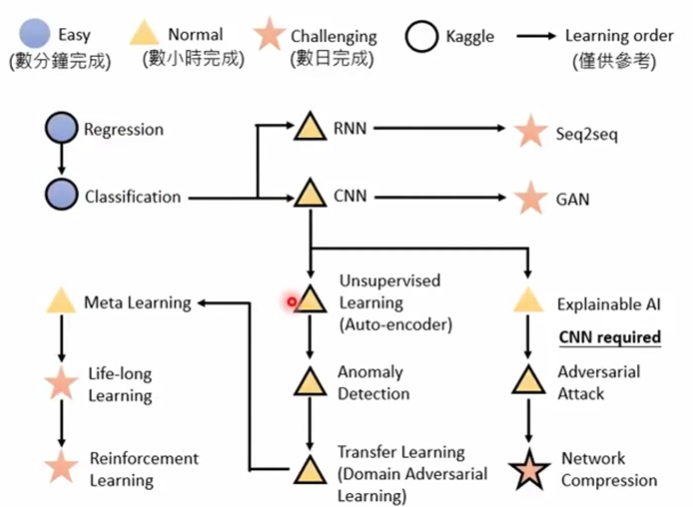 Easy
(數分鐘完成)
Normal
(數小時完成)
Challenging
(數日完成)
Kaggle
Learning order
(僅供參考)
Regression
RNN
Seq2seq
Classification
CNN
GAN
Meta Learning
Unsupervised
Learning
(Auto-encoder)
Explainable AI
CNN required
Life-long
Learning
Anomaly
Detection
Adversarial
Attack
Reinforcement
Learning
Transfer Learning
(Domain Adversarial
Learning)
Network
Compression